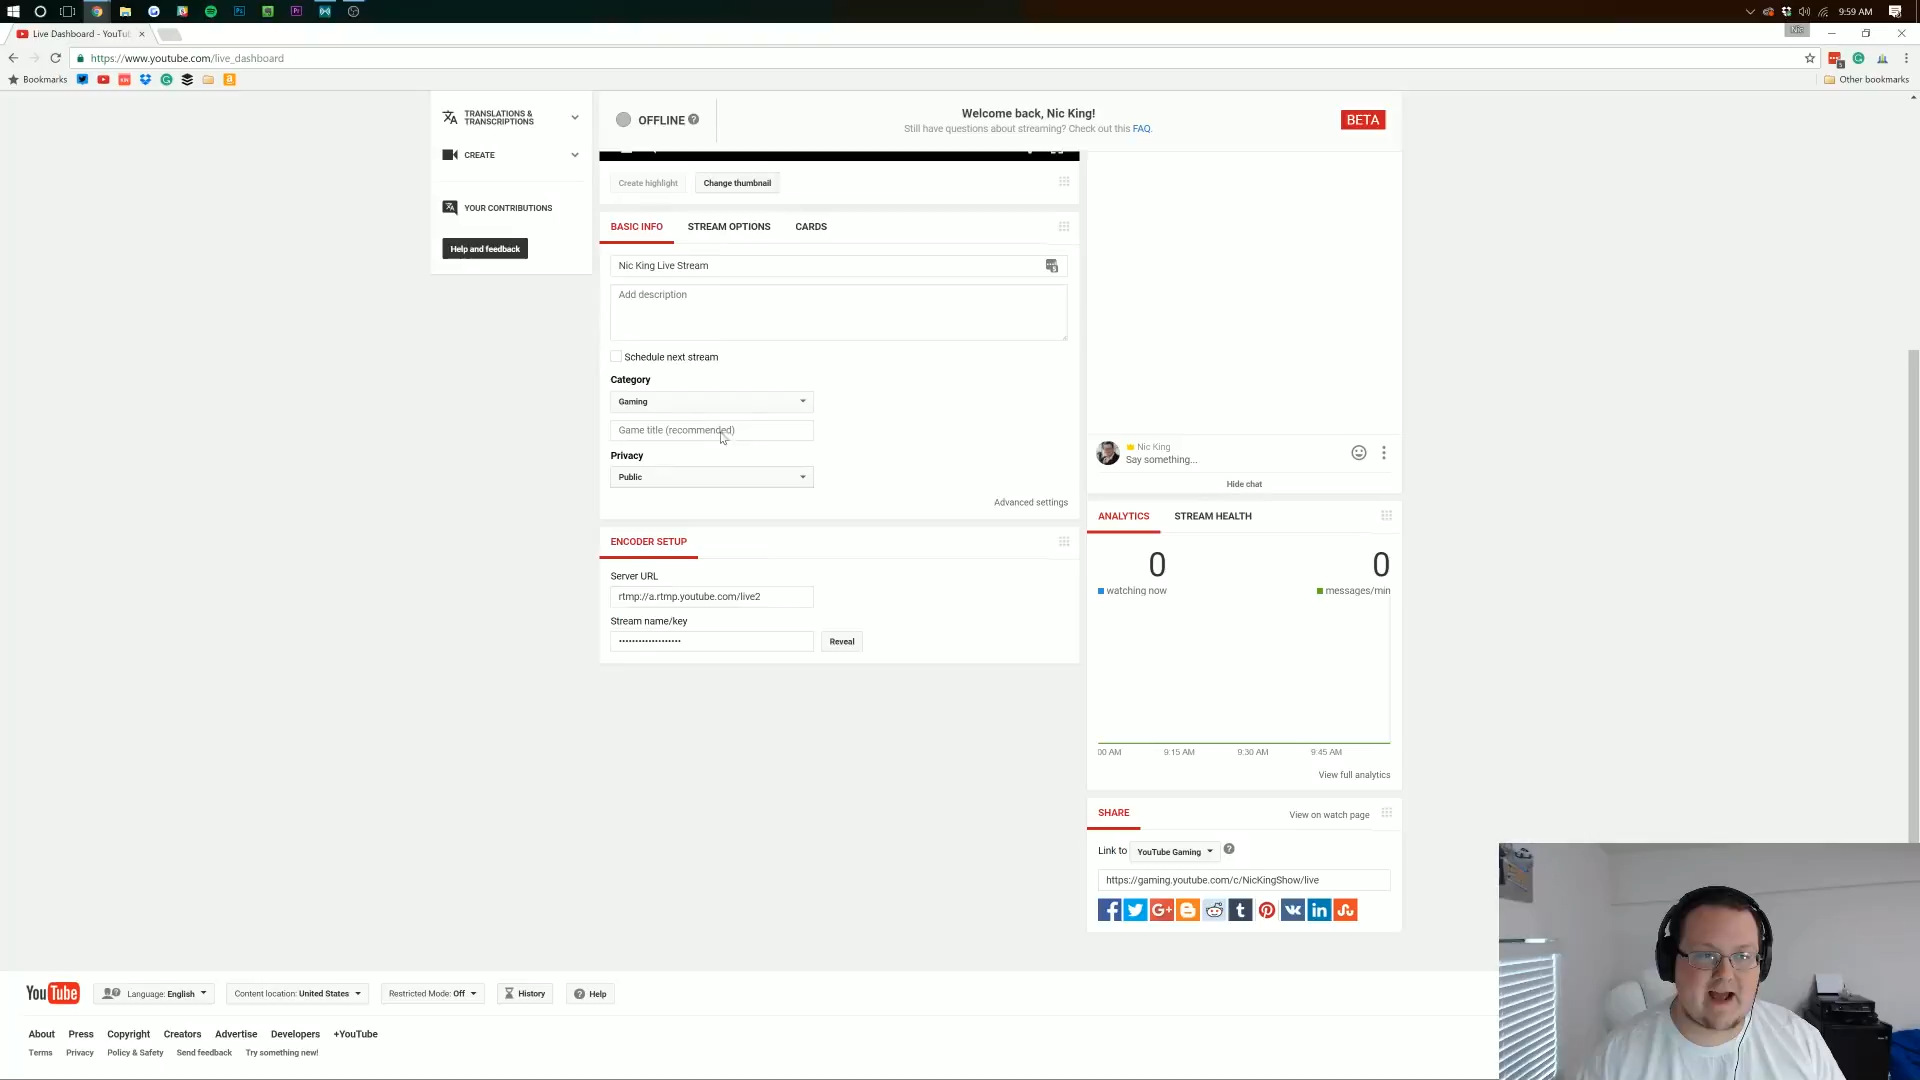 9:59 AM
Live Dashboard - YouTu
Nic
https://www.youtube.com/live_dashboard
Bookmarks
Other bookmarks
TRANSLATIONS &
TRANSCRIPTIONS
CREATE
YOUR CONTRIBUTIONS
Help and feedback
OFFLINE ?
Welcome back, Nic King!
Still have questions about streaming? Check out this FAQ.
BETA
Create highlight
Change thumbnail
BASIC INFO
STREAM OPTIONS
CARDS
Nic King Live Stream
Add description
Schedule next stream
Category
Gaming
Game title (recommended)
Privacy
Public
Advanced settings
ENCODER SETUP
Server URL
rtmp://a.rtmp.youtube.com/live2
Stream name/key
•••••••••••••••••••
Reveal
Nic King
Say something...
Hide chat
ANALYTICS
STREAM HEALTH
0
0
watching now
messages/min
00 AM
9:15 AM
9:30 AM
9:45 AM
View full analytics
SHARE
View on watch page
Link to
YouTube Gaming
?
https://gaming.youtube.com/c/NicKingShow/live
YouTube
Language: English
Content location: United States
Restricted Mode: Off
History
Help
About Press Copyright Creators Advertise Developers +YouTube
Terms Privacy Policy & Safety Send feedback Try something new!